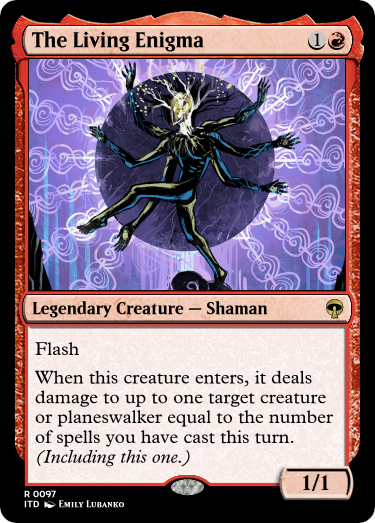 The Living Enigma 1
Legendary Creature — Shaman
Flash
When this creature enters, it deals
damage to up to one target creature
or planeswalker equal to the number
of spells you have cast this turn.
(Including this one.)
1/1
R 0097
ITD Emily Lubanko